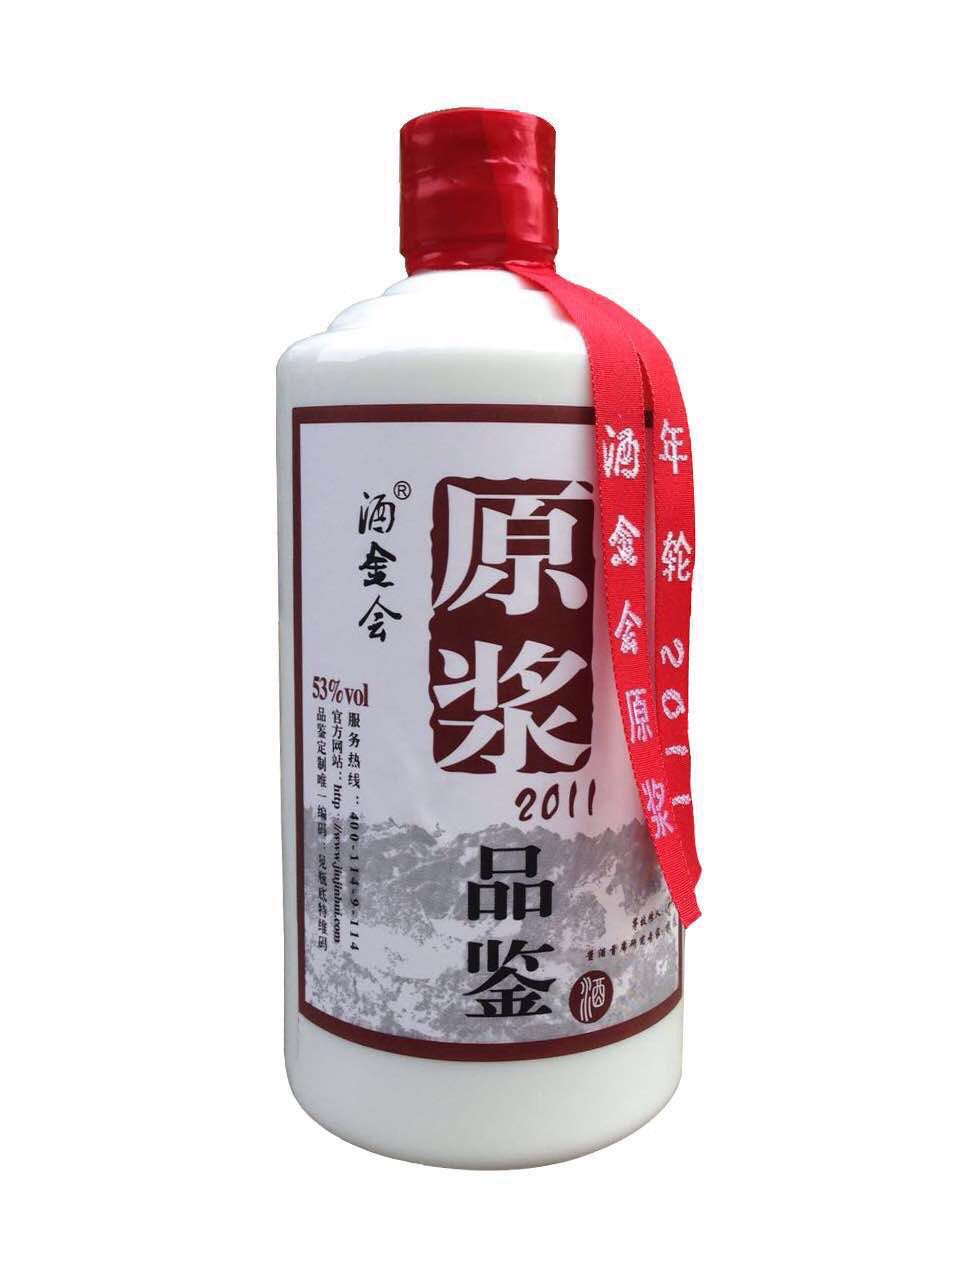 酒金会®
原浆
2011
品鉴
酒
53%vol
服务热线：400-114-9-114
官方网站：http://www.jiujinhui.com
品鉴定制唯一编码：见瓶底特维码
酒金会原浆
年轮2011